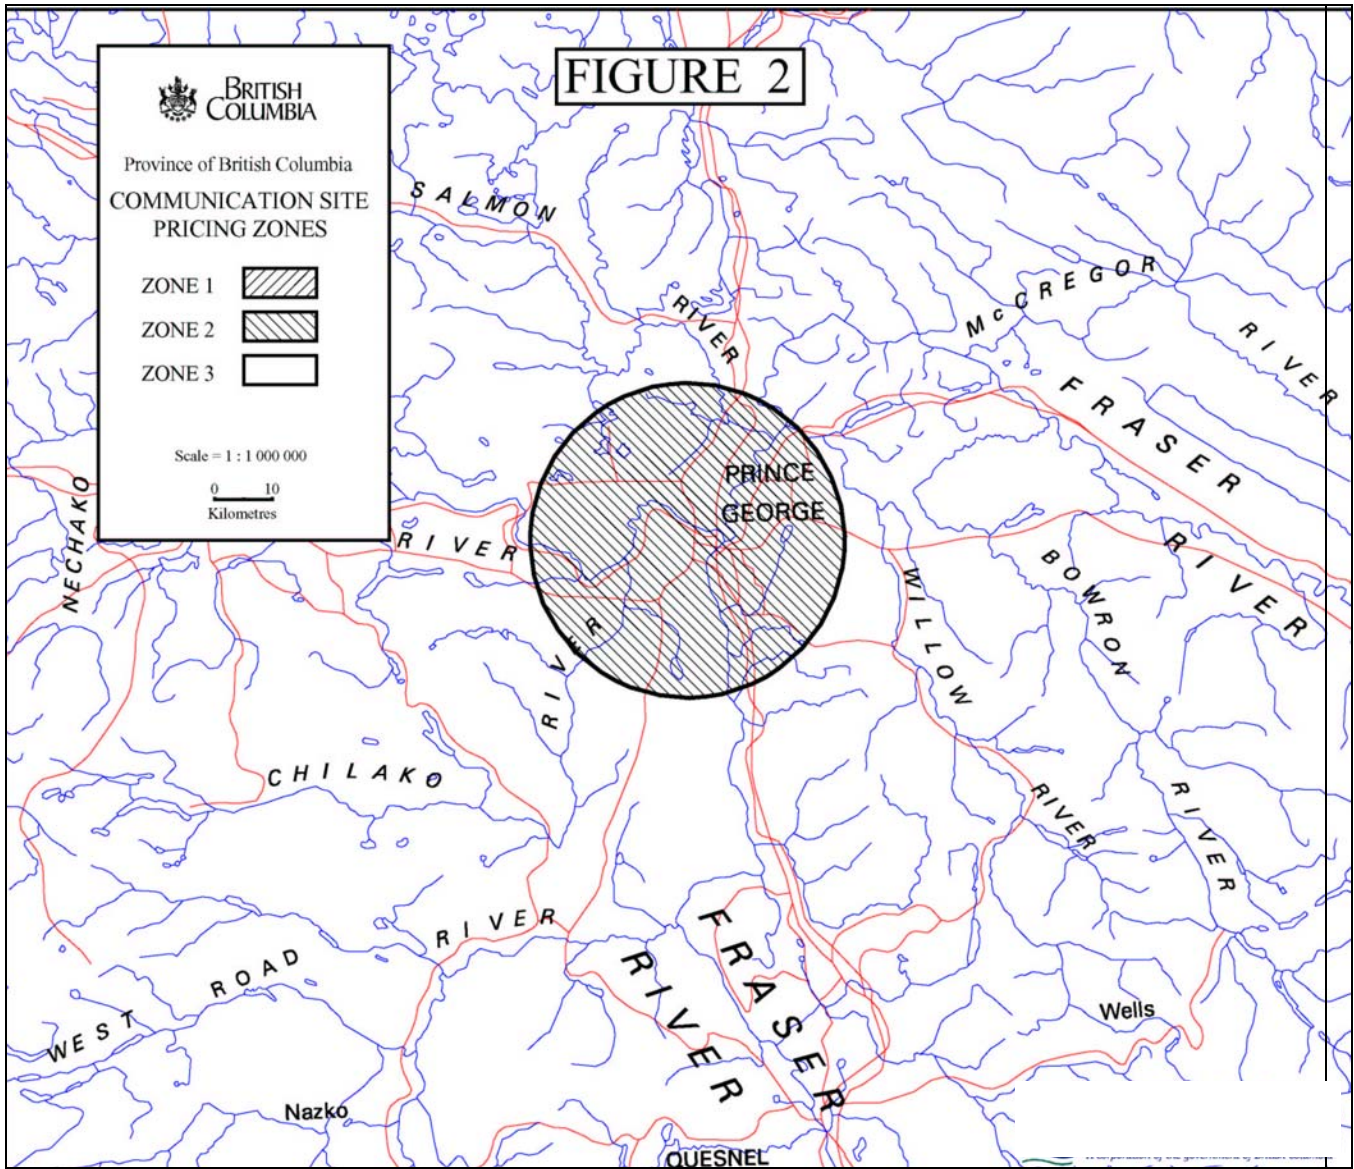 FIGURE 2
BRITISH
COLUMBIA
Province of British Columbia
COMMUNICATION SITE
PRICING ZONES
ZONE 1
ZONE 2
ZONE 3
Scale = 1 : 1 000 000
0 10
Kilometres
SALMON
RIVER
McCREGOR
RIVER
FRASER
RIVER
PRINCE
GEORGE
NECHAKO
RIVER
BOWRON
RIVER
WILLOW
RIVER
RIVER
CHILAKO
WEST ROAD RIVER
FRASER
RIVER
Wells
Nazko
QUESNEL